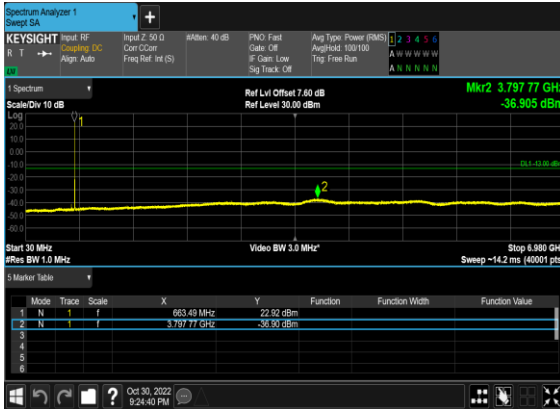 Spectrum Analyzer 1
Swept SA
+
KEYSIGHT Input: RF Input Z: 50 Ω #Atten: 40 dB PNO: Fast Avg Type: Power (RMS) 1 2 3 4 5 6
R T Coupling: DC Corr CCorr Gate: Off Avg|Hold: 100/100 A W W W W W
Align: Auto Freq Ref: Int (S) IF Gain: Low Trig: Free Run
Sig Track: Off A N N N N N
1 Spectrum
Ref Lvl Offset 7.60 dB Mkr2 3.797 77 GHz
Scale/Div 10 dB Ref Level 30.00 dBm -36.905 dBm
Log
20.0
10.0
0.00
-10.0
-20.0
-30.0
-40.0
-50.0
-60.0
1
2
DL1 -13.00 dBm
Start 30 MHz Video BW 3.0 MHz* Stop 6.980 GHz
#Res BW 1.0 MHz Sweep ~14.2 ms (40001 pts)
5 Marker Table
Mode Trace Scale X Y Function Function Width Function Value
1 N 1 f 663.49 MHz 22.92 dBm
2 N 1 f 3.797 77 GHz -36.90 dBm
3
4
5
6
? Oct 30, 2022
9:24:40 PM